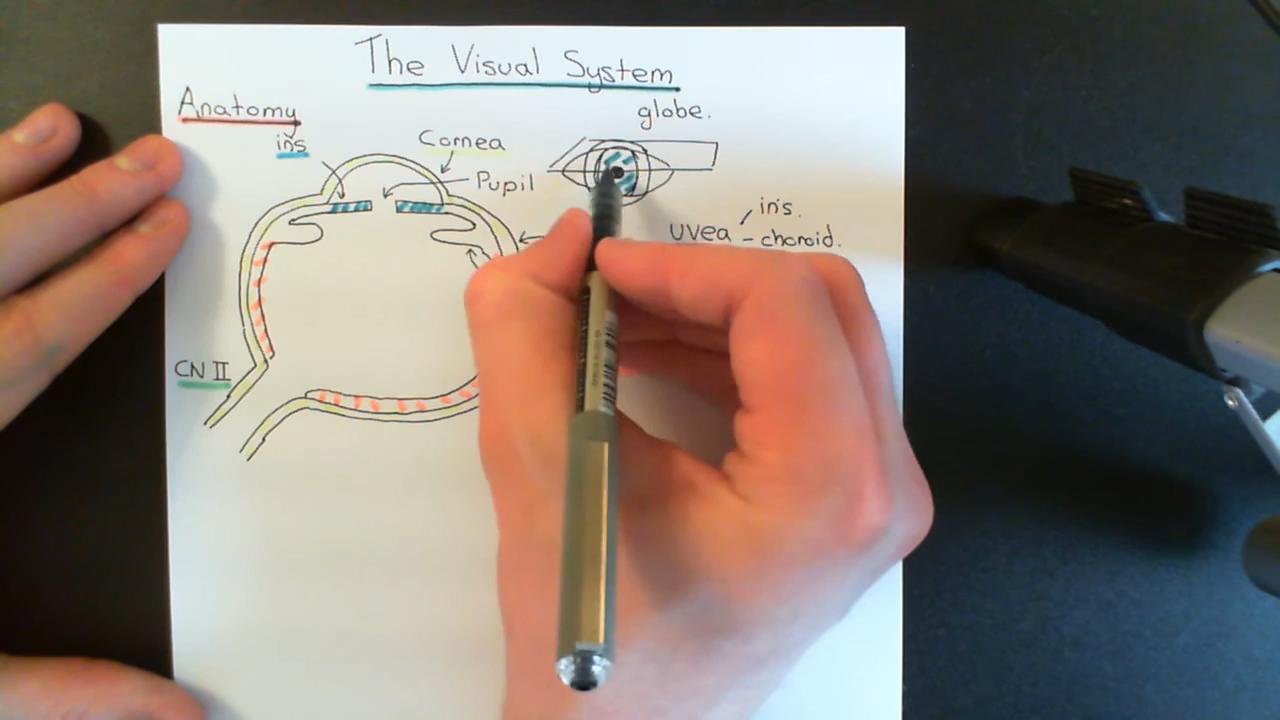 The Visual System
Anatomy
globe.
iris
Cornea
Pupil
iris.
uvea - choroid.
CN II